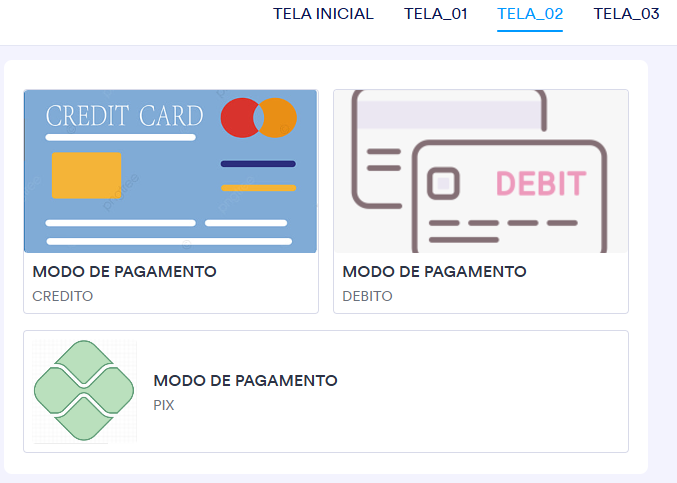 TELA INICIAL TELA_01 TELA_02 TELA_03
CREDIT CARD
DEBIT
MODO DE PAGAMENTO
CREDITO
MODO DE PAGAMENTO
DEBITO
MODO DE PAGAMENTO
PIX